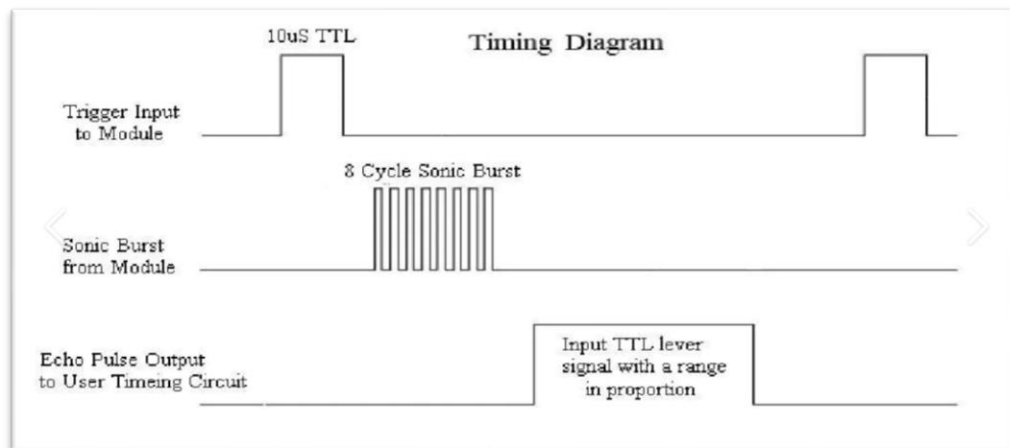 10uS TTL
Timing Diagram
Trigger Input
to Module
8 Cycle Sonic Burst
Sonic Burst
from Module
Echo Pulse Output
to User Timeing Circuit
Input TTL lever
signal with a range
in proportion